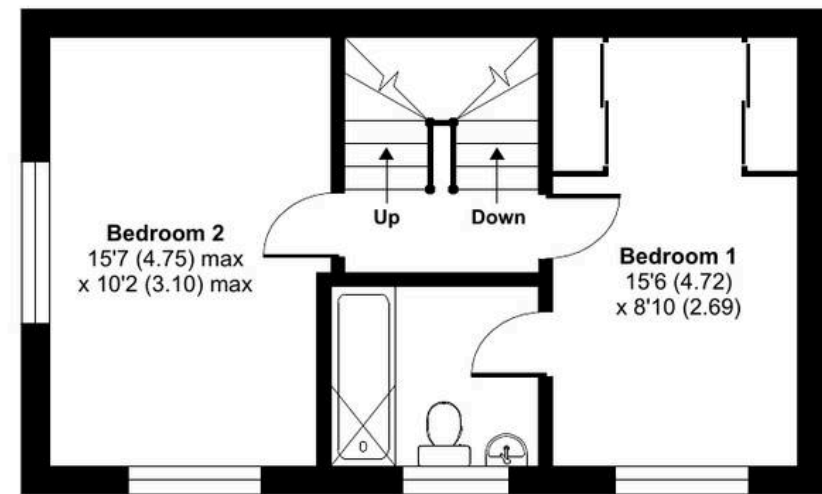 Bedroom 2
15'7 (4.75) max
x 10'2 (3.10) max
Up
Down
Bedroom 1
15'6 (4.72)
x 8'10 (2.69)